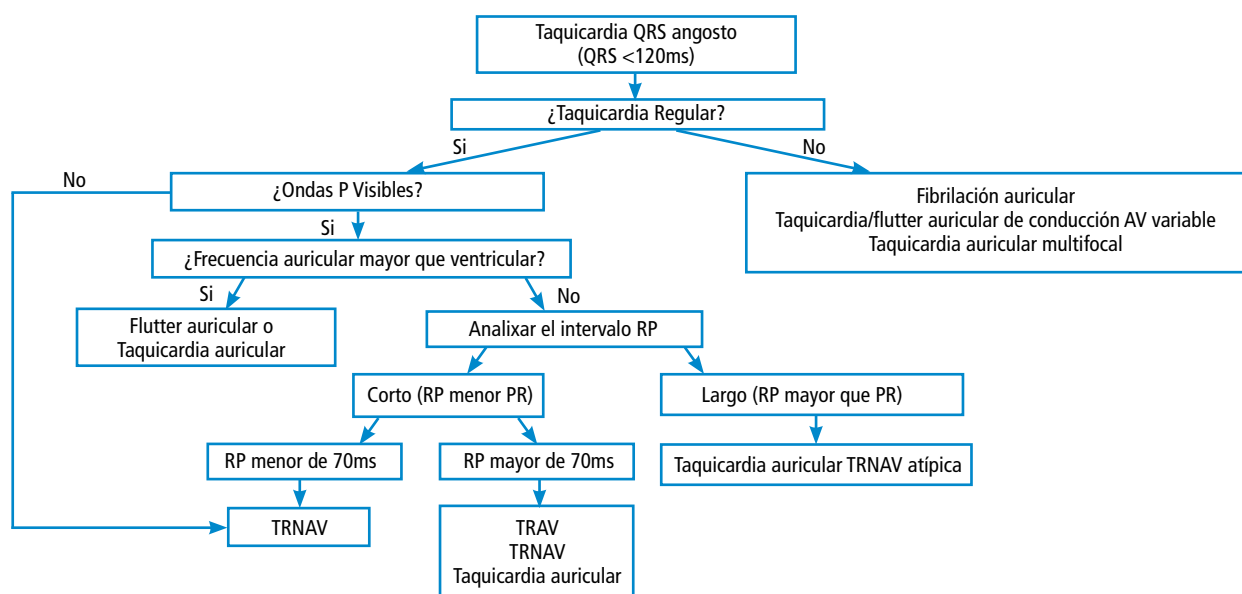 Taquicardia QRS angosto
(QRS <120ms)
¿Taquicardia Regular?
Si
No
No
¿Ondas P Visibles?
Fibrilación auricular
Taquicardia/flutter auricular de conducción AV variable
Taquicardia auricular multifocal
Si
¿Frecuencia auricular mayor que ventricular?
Si
No
Flutter auricular o
Taquicardia auricular
Analixar el intervalo RP
Corto (RP menor PR)
Largo (RP mayor que PR)
RP menor de 70ms
RP mayor de 70ms
Taquicardia auricular TRNAV atípica
TRNAV
TRAV
TRNAV
Taquicardia auricular